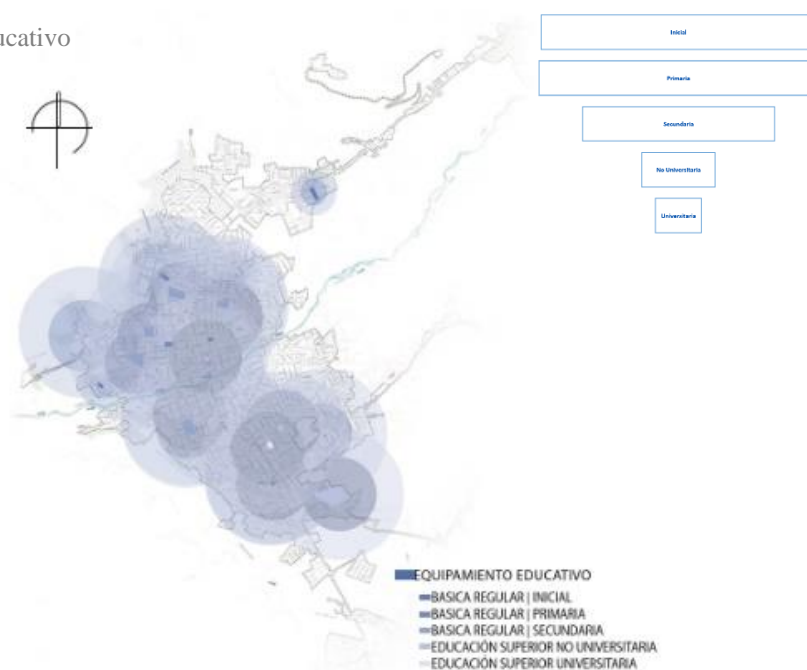 ucativo
Inicial
Primaria
Secundaria
No Universitaria
Universitaria
EQUIPAMIENTO EDUCATIVO
BASICA REGULAR | INICIAL
BASICA REGULAR | PRIMARIA
BASICA REGULAR | SECUNDARIA
EDUCACIÓN SUPERIOR NO UNIVERSITARIA
EDUCACIÓN SUPERIOR UNIVERSITARIA